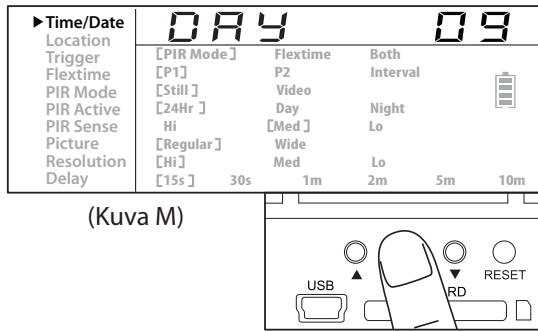 ▶Time/Date DAY 09
Location
Trigger [PIR Mode] Flextime Both
Flextime [P1] P2 Interval
PIR Mode [Still] Video
PIR Active [24Hr ] Day Night
PIR Sense Hi [Med ] Lo
Picture [Regular] Wide
Resolution [Hi] Med Lo
Delay [15s ] 30s 1m 2m 5m 10m
(Kuva M)
▲ ▼ RESET
USB RD